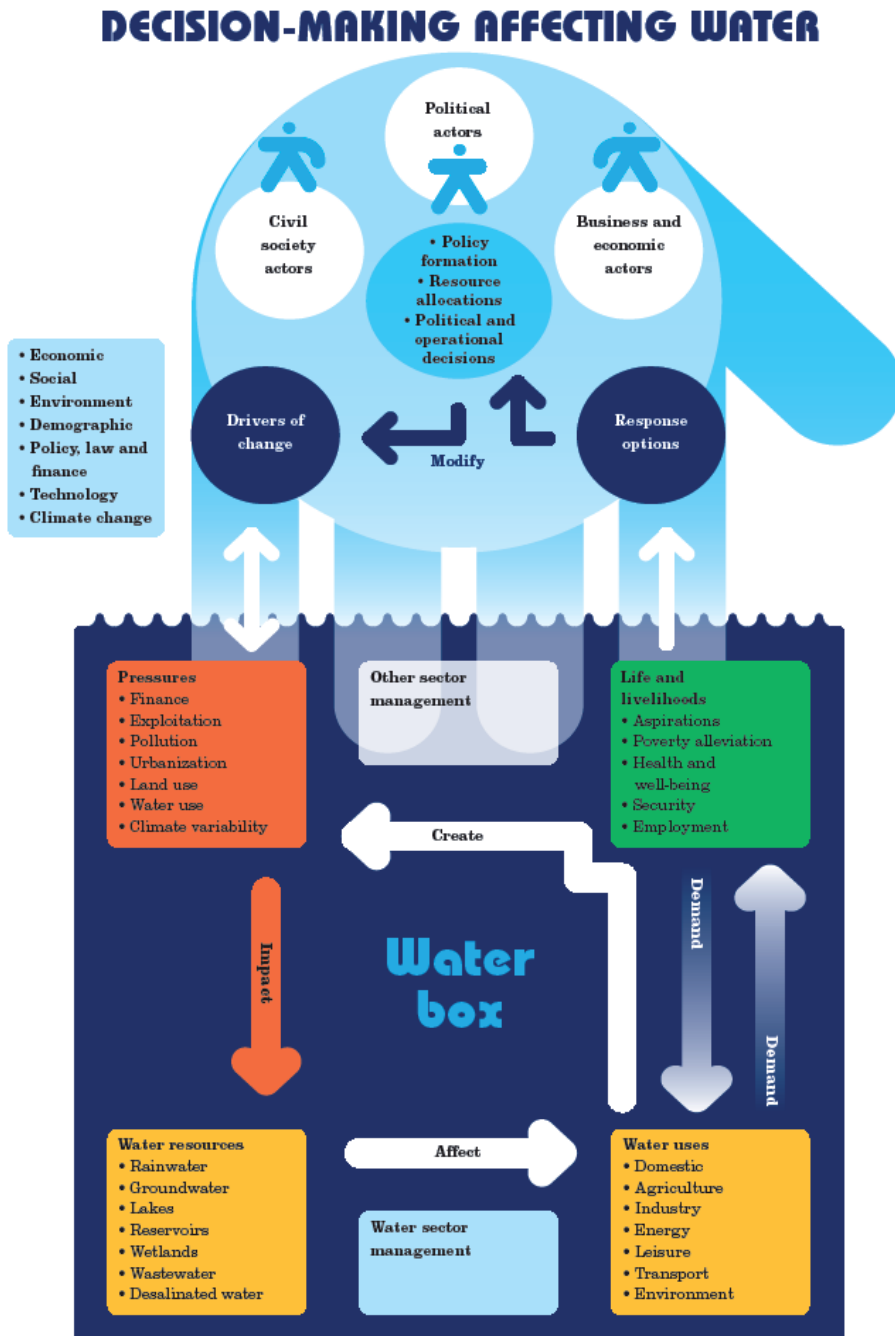 DECISION-MAKING AFFECTING WATER
Political
actors
Civil
society
actors
Business and
economic
actors
• Policy
formation
• Resource
allocations
• Political and
operational
decisions
• Economic
• Social
• Environment
• Demographic
• Policy, law and
finance
• Technology
• Climate change
Drivers of
change
Modify
Response
options
Pressures
• Finance
• Exploitation
• Pollution
• Urbanization
• Land use
• Water use
• Climate variability
Other sector
management
Life and
livelihoods
• Aspirations
• Poverty alleviation
• Health and
well-being
• Security
• Employment
Create
Impact
Water
box
Demand
Demand
Water resources
• Rainwater
• Groundwater
• Lakes
• Reservoirs
• Wetlands
• Wastewater
• Desalinated water
Affect
Water sector
management
Water uses
• Domestic
• Agriculture
• Industry
• Energy
• Leisure
• Transport
• Environment